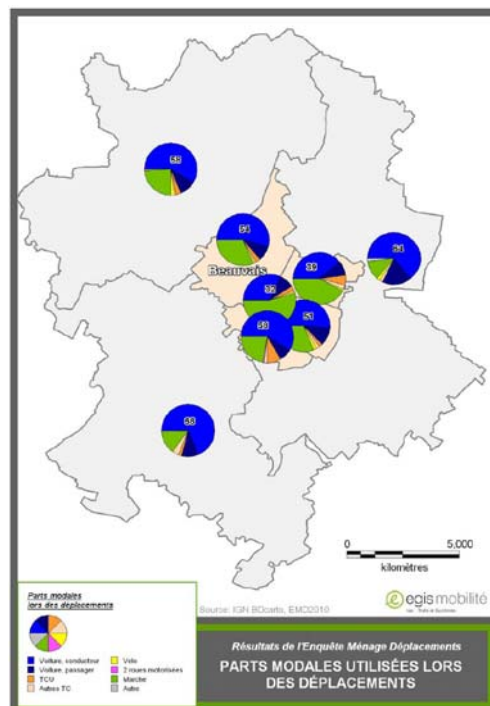 58
54
Beauvais
39
64
32
51
53
0 5,000
kilomètres
egis mobilité
Source: IGN BDcarto, EMD2010
Parts modales
lors des déplacements
Voiture, conducteur
Voiture, passager
TCU
Autres TC
Vélo
2 roues motorisées
Marche
Autre
Résultats de l'Enquête Ménage Déplacements
PARTS MODALES UTILISÉES LORS
DES DÉPLACEMENTS